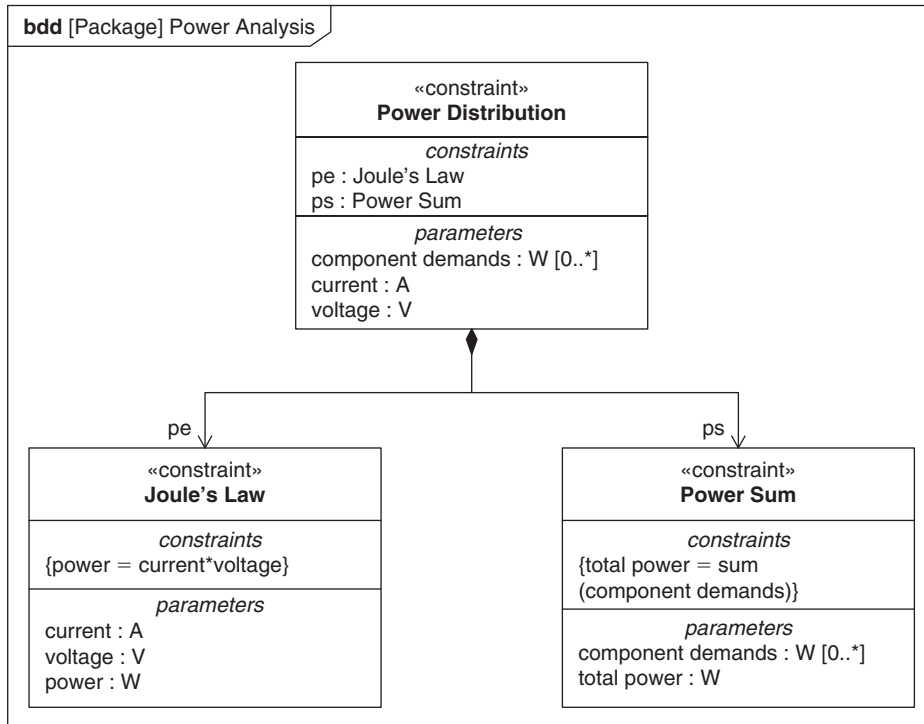 bdd [Package] Power Analysis
«constraint»
Power Distribution
constraints
pe : Joule's Law
ps : Power Sum
parameters
component demands : W [0..*]
current : A
voltage : V
pe
ps
«constraint»
Joule's Law
constraints
{power = current*voltage}
parameters
current : A
voltage : V
power : W
«constraint»
Power Sum
constraints
{total power = sum
(component demands)}
parameters
component demands : W [0..*]
total power : W